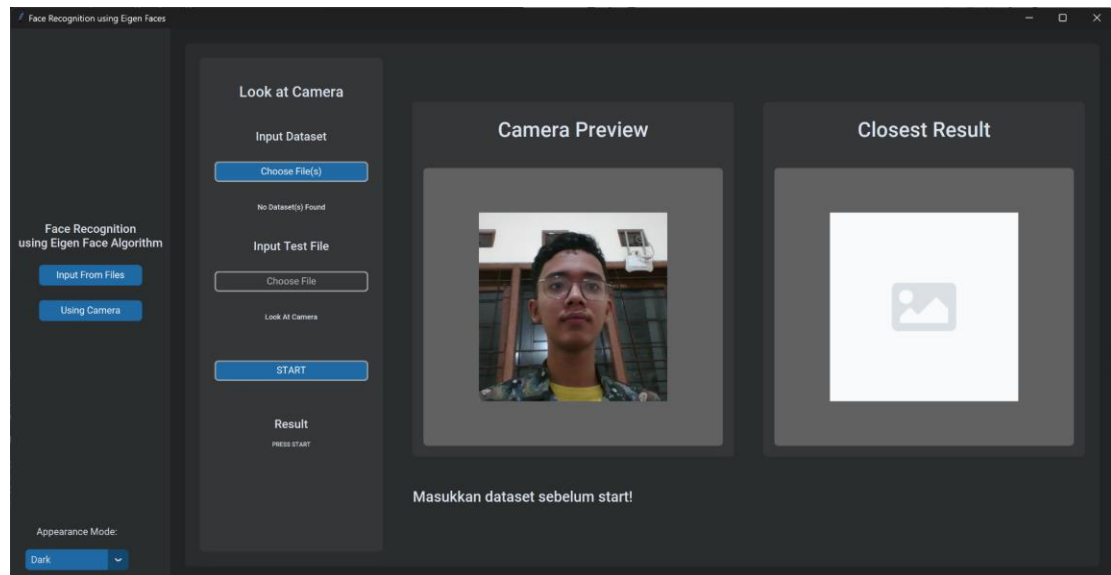 Face Recognition using Eigen Faces
Face Recognition
using Eigen Face Algorithm
Input From Files
Using Camera
Appearance Mode:
Dark
Look at Camera
Input Dataset
Choose File(s)
No Dataset(s) Found
Input Test File
Choose File
Look At Camera
START
Result
PRESS START
Camera Preview
Closest Result
Masukkan dataset sebelum start!